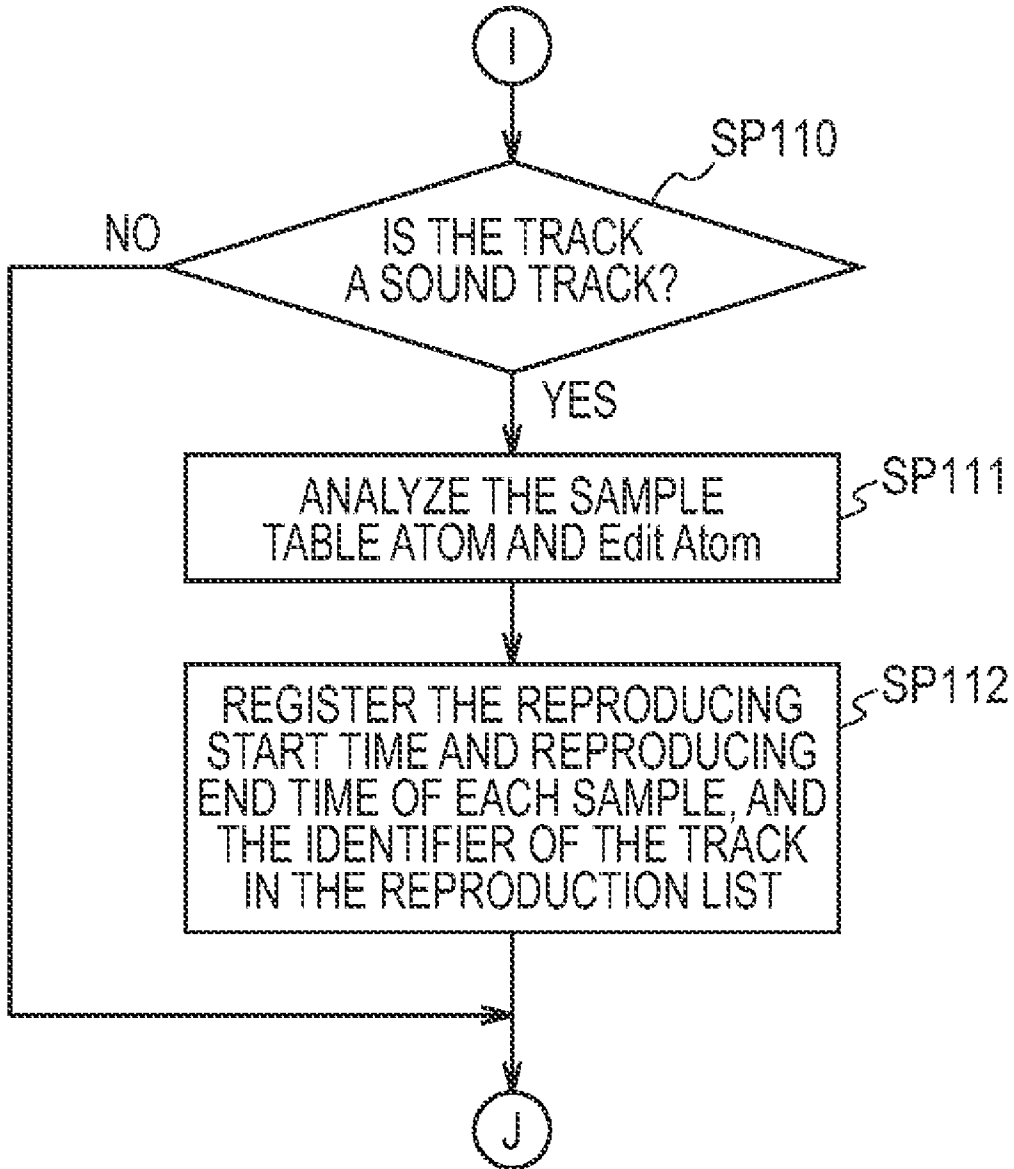 I
SP110
NO
IS THE TRACK
A SOUND TRACK?
YES
SP111
ANALYZE THE SAMPLE
TABLE ATOM AND Edit Atom
SP112
REGISTER THE REPRODUCING
START TIME AND REPRODUCING
END TIME OF EACH SAMPLE, AND
THE IDENTIFIER OF THE TRACK
IN THE REPRODUCTION LIST
J